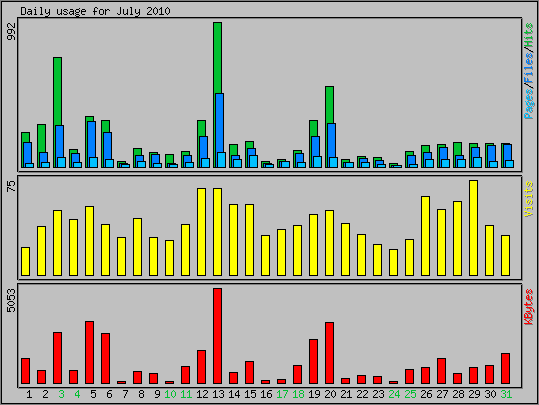 Daily usage for July 2010
992
Pages/Files/Hits
75
Visits
5053
KBytes
1 2 3 4 5 6 7 8 9 10 11 12 13 14 15 16 17 18 19 20 21 22 23 24 25 26 27 28 29 30 31